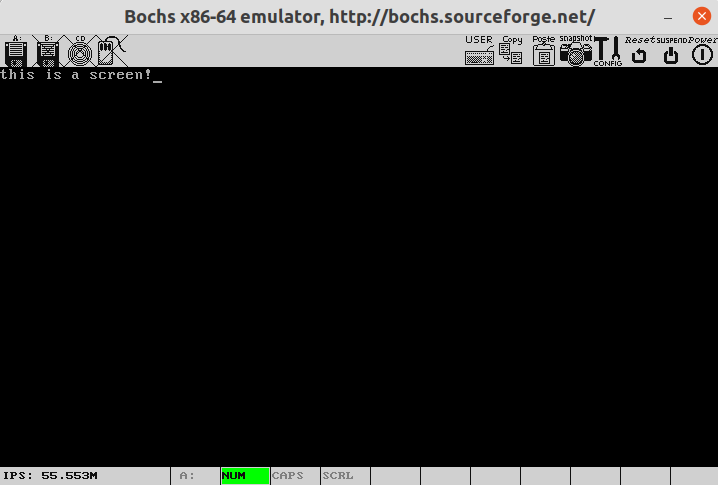 Bochs x86-64 emulator, http://bochs.sourceforge.net/
A: B: CD USER Copy Paste snapshot CONFIG Reset SUSPEND Power
this is a screen!_
IPS: 55.553M A: NUM CAPS SCRL